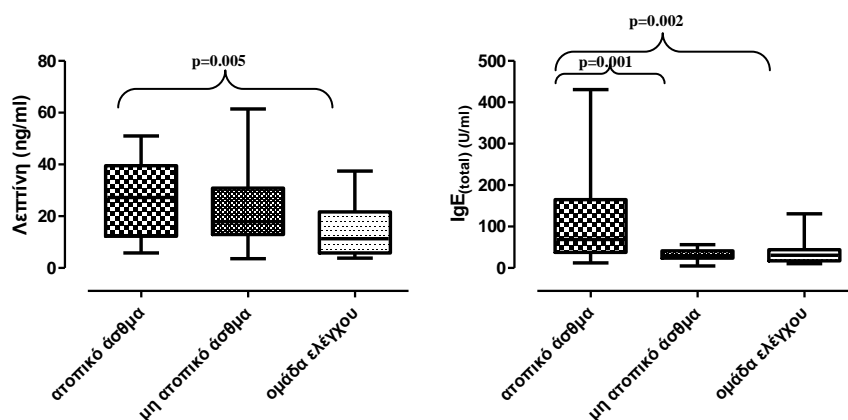 p=0.005
Λεπτίνη (ng/ml)
80
60
40
20
0
ατοπικό άσθμα
μη ατοπικό άσθμα
ομάδα ελέγχου
p=0.002
p=0.001
IgE(total) (U/ml)
500
400
300
200
100
0
ατοπικό άσθμα
μη ατοπικό άσθμα
ομάδα ελέγχου